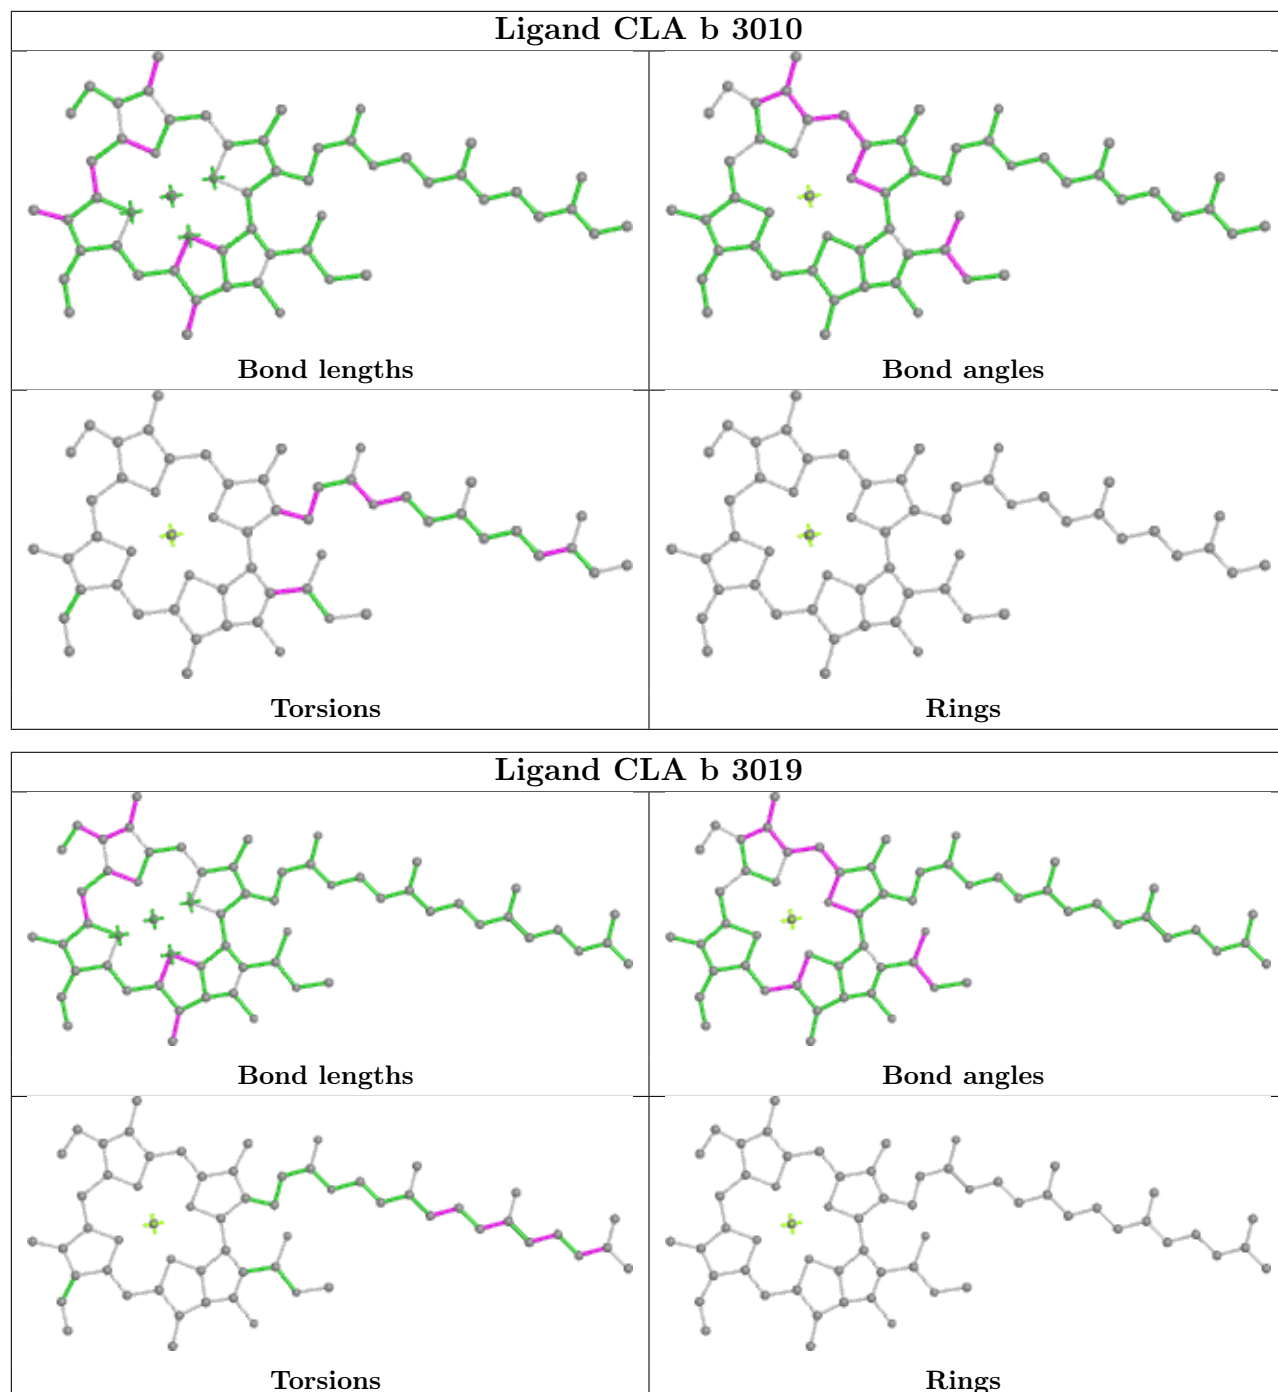 Ligand CLA b 3010
Bond lengths
Bond angles
Torsions
Rings
Ligand CLA b 3019
Bond lengths
Bond angles
Torsions
Rings